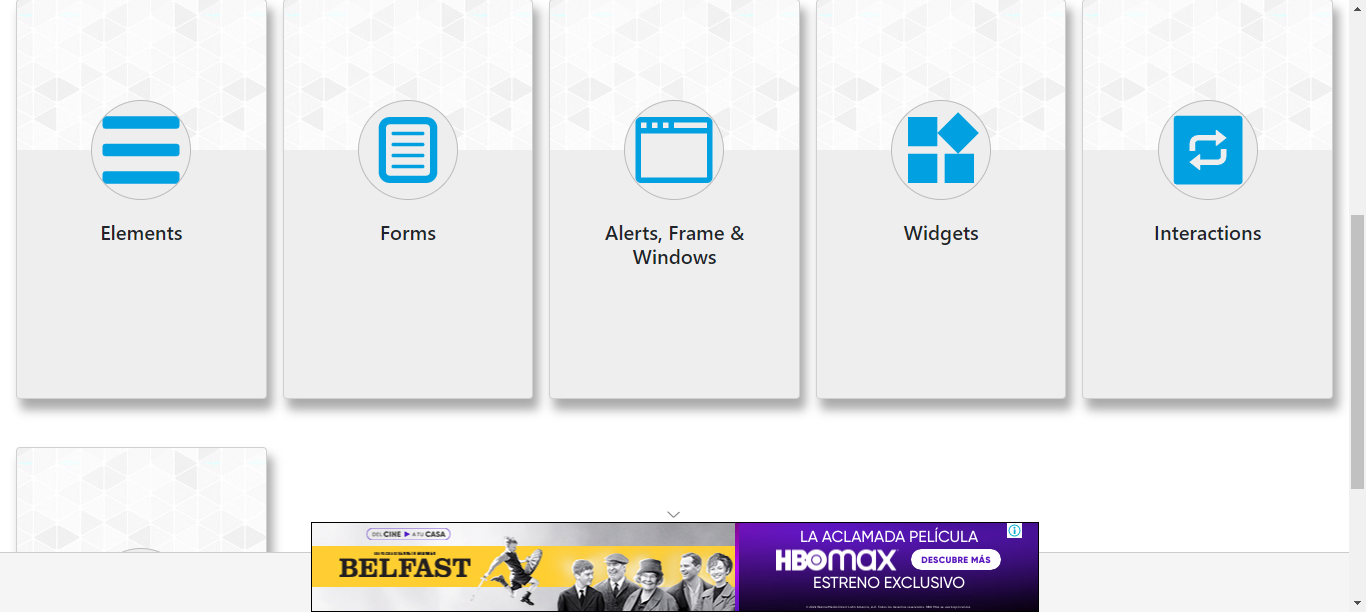 Elements
Forms
Alerts, Frame &
Windows
Widgets
Interactions
DEL CINE A TU CASA
BELFAST
LA ACLAMADA PELÍCULA
HBOMAX
DESCUBRE MÁS
ESTRENO EXCLUSIVO